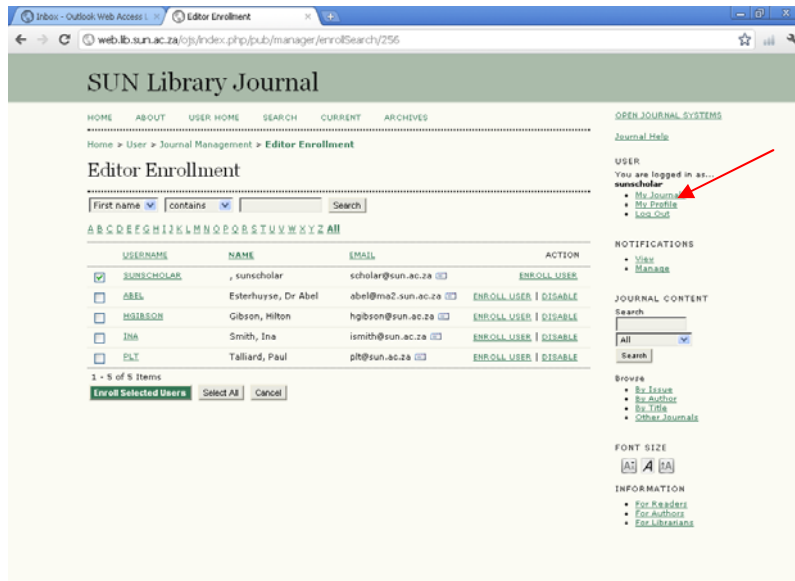 Inbox - Outlook Web Access L
Editor Enrollment
web.lib.sun.ac.za/ojs/index.php/pub/manager/enrollSearch/256
SUN Library Journal
HOME ABOUT USER HOME SEARCH CURRENT ARCHIVES
Home > User > Journal Management > Editor Enrollment
Editor Enrollment
First name contains Search
A B C D E F G H I J K L M N O P Q R S T U V W X Y Z All
USERNAME NAME EMAIL ACTION
SUNSCHOLAR , sunscholar scholar@sun.ac.za ENROLL USER
ABEL Esterhuyse, Dr Abel abel@ma2.sun.ac.za ENROLL USER | DISABLE
HGIBSON Gibson, Hilton hgibson@sun.ac.za ENROLL USER | DISABLE
INA Smith, Ina ismith@sun.ac.za ENROLL USER | DISABLE
PLT Talliard, Paul plt@sun.ac.za ENROLL USER | DISABLE
1 - 5 of 5 Items
Enroll Selected Users Select All Cancel
OPEN JOURNAL SYSTEMS
Journal Help
USER
You are logged in as...
sunscholar
My Journals
My Profile
Log Out
NOTIFICATIONS
View
Manage
JOURNAL CONTENT
Search
All
Search
Browse
By Issue
By Author
By Title
Other Journals
FONT SIZE
A A A
INFORMATION
For Readers
For Authors
For Librarians